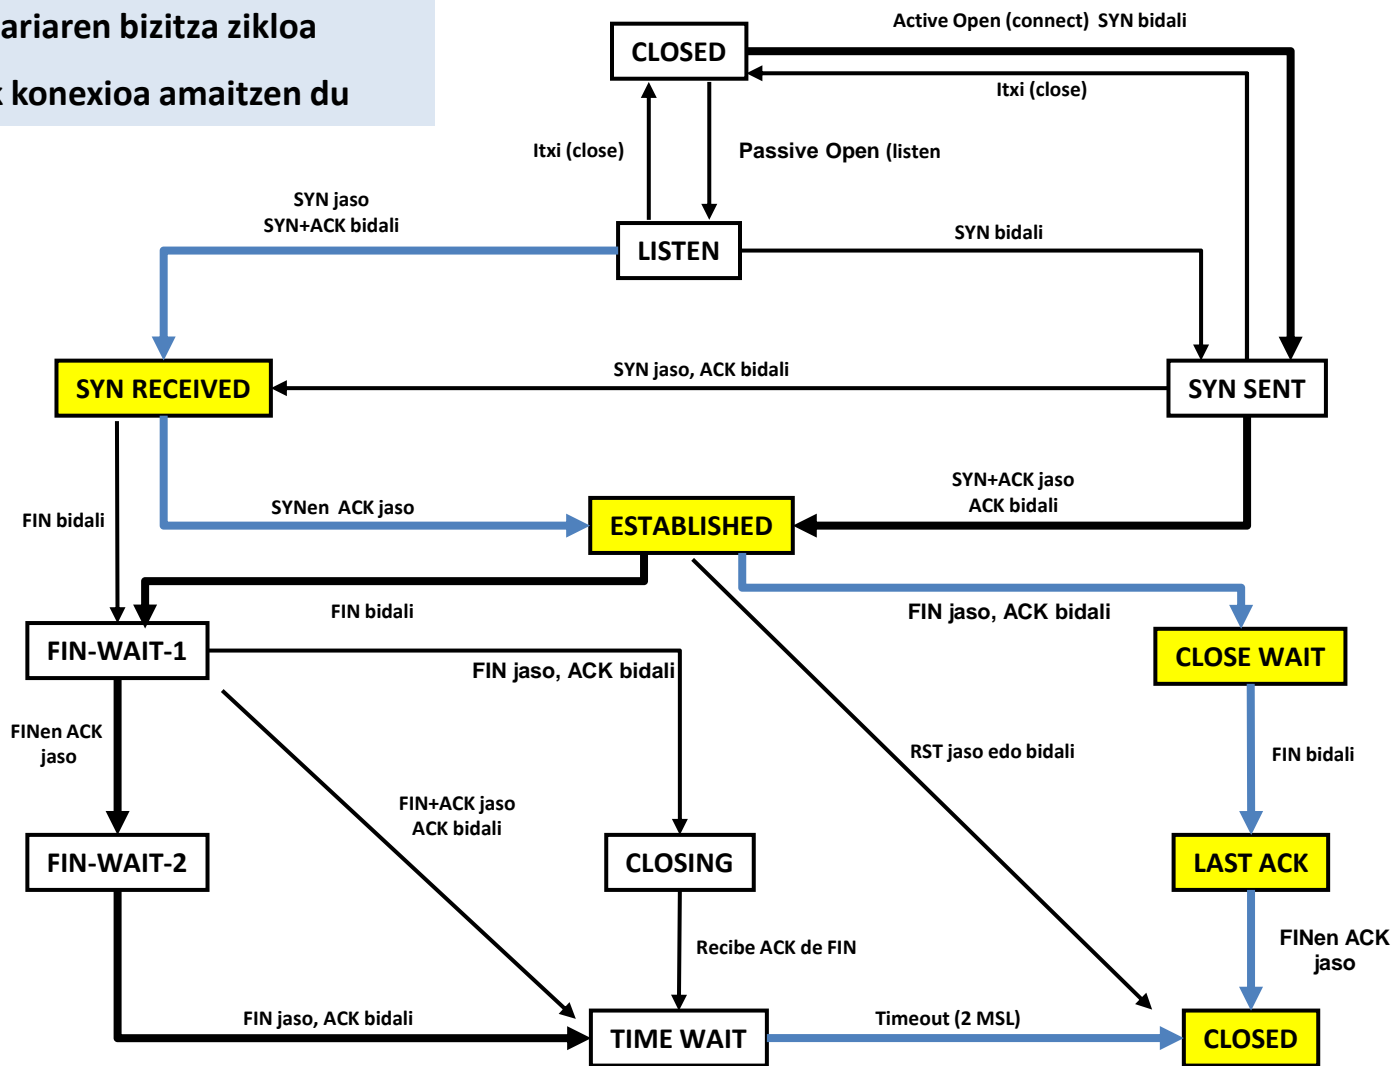 ariaren bizitza zikloa
k konexioa amaitzen du
Active Open (connect) SYN bidali
CLOSED
Itxi (close)
Itxi (close)
Passive Open (listen
SYN jaso
SYN+ACK bidali
LISTEN
SYN bidali
SYN RECEIVED
SYN jaso, ACK bidali
SYN SENT
SYN+ACK jaso
ACK bidali
FIN bidali
SYNen ACK jaso
ESTABLISHED
FIN bidali
FIN jaso, ACK bidali
FIN-WAIT-1
FIN jaso, ACK bidali
CLOSE WAIT
FINen ACK
jaso
RST jaso edo bidali
FIN bidali
FIN+ACK jaso
ACK bidali
FIN-WAIT-2
CLOSING
LAST ACK
Recibe ACK de FIN
FINen ACK
jaso
FIN jaso, ACK bidali
TIME WAIT
Timeout (2 MSL)
CLOSED